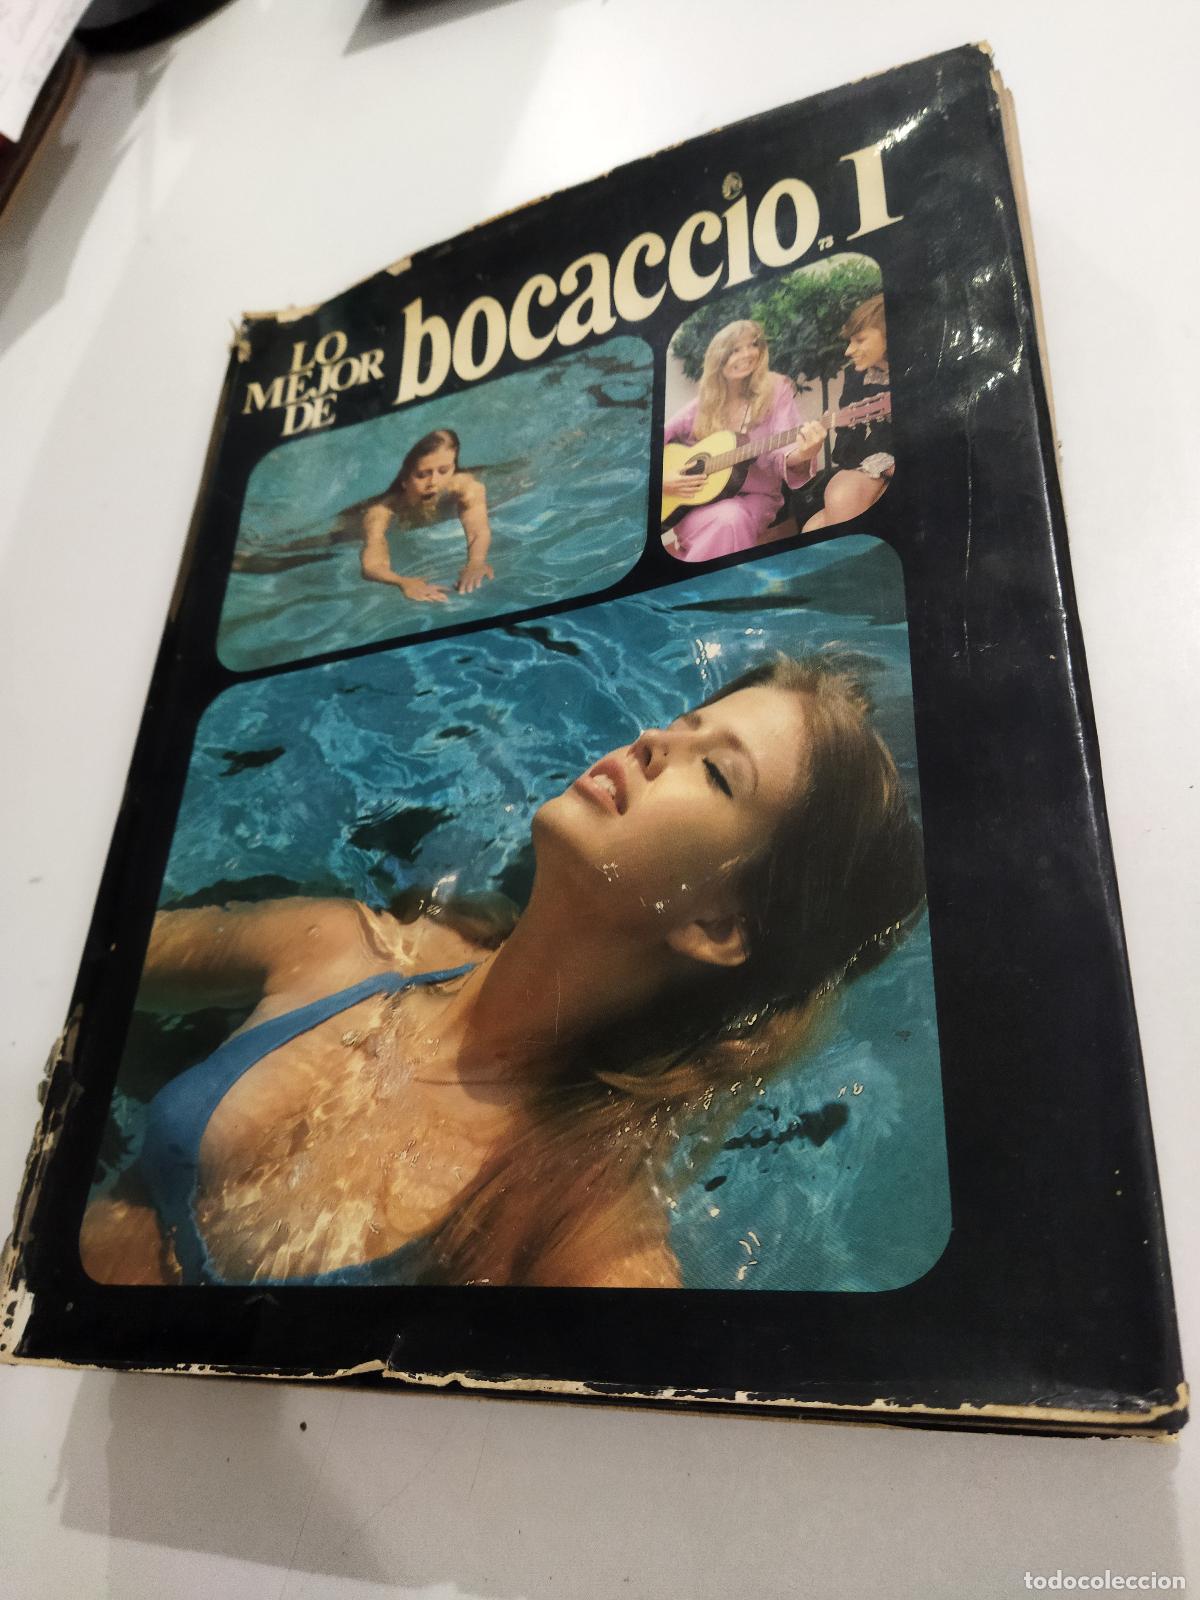 LO
MEJOR
DE
bocaccio 73 I
todocoleccion